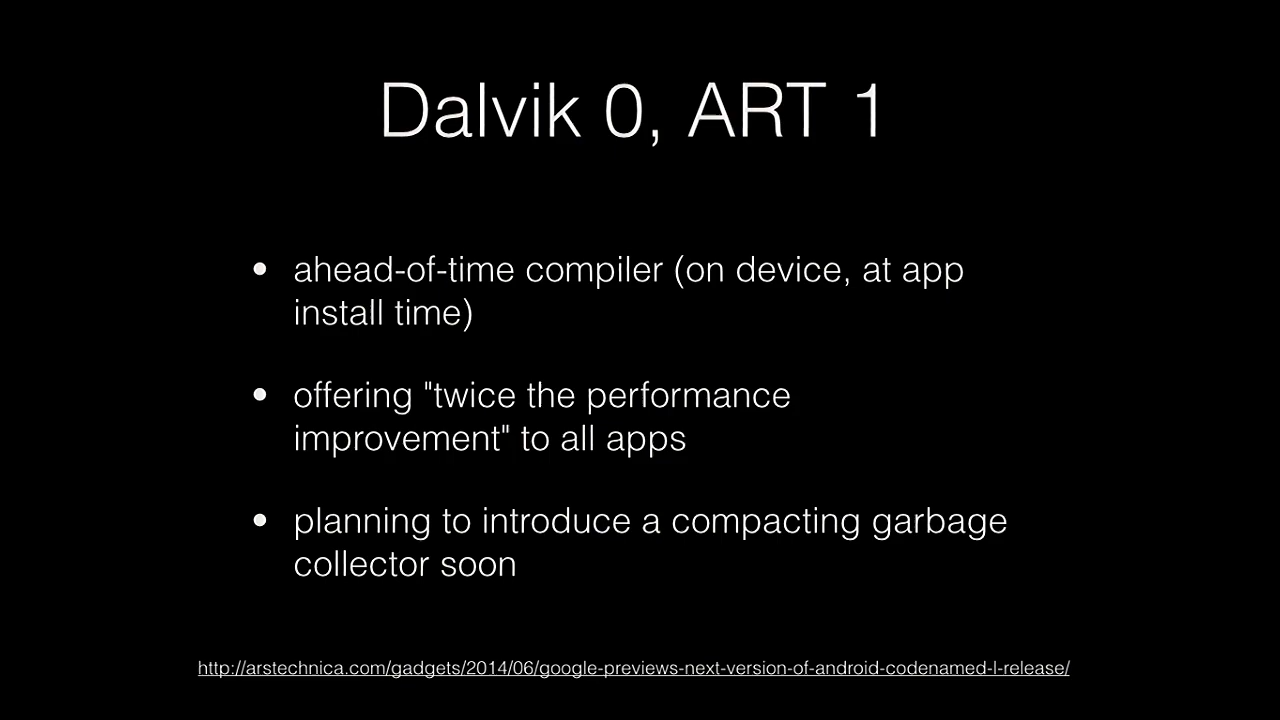 Dalvik 0, ART 1
• ahead-of-time compiler (on device, at app
install time)
• offering "twice the performance
improvement" to all apps
• planning to introduce a compacting garbage
collector soon
http://arstechnica.com/gadgets/2014/06/google-previews-next-version-of-android-codenamed-l-release/